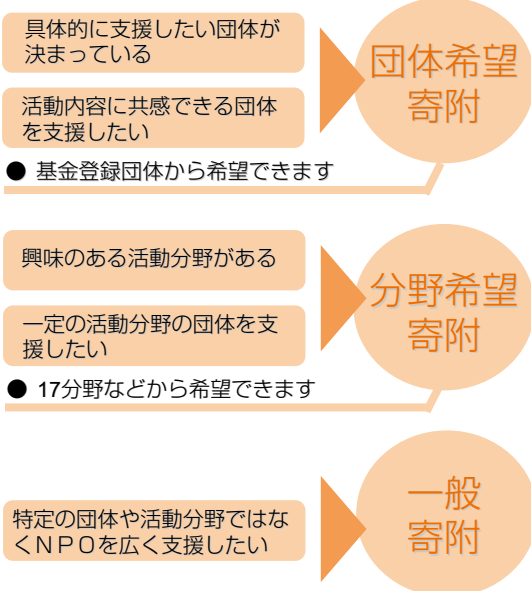 具体的に支援したい団体が
決まっている
団体希望
寄附
活動内容に共感できる団体
を支援したい
● 基金登録団体から希望できます
興味のある活動分野がある
分野希望
寄附
一定の活動分野の団体を支
援したい
● 17分野などから希望できます
一般
寄附
特定の団体や活動分野ではな
くＮＰＯを広く支援したい